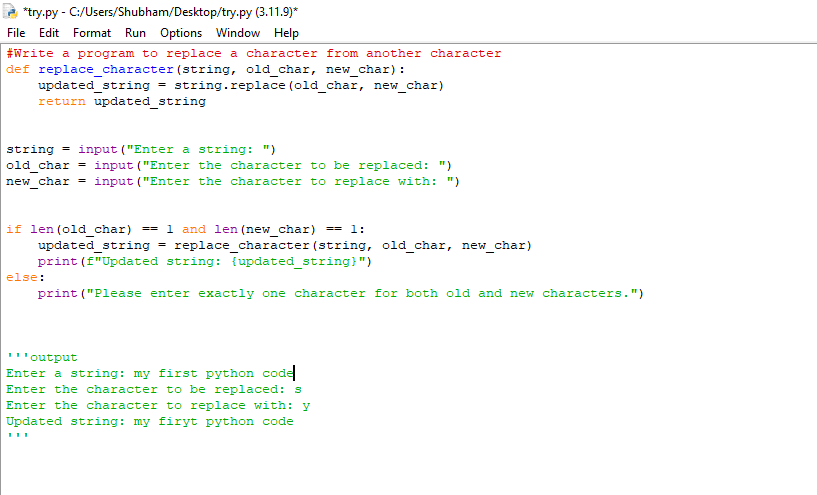 *try.py - C:/Users/Shubham/Desktop/try.py (3.11.9)*
File Edit Format Run Options Window Help
#Write a program to replace a character from another character
def replace_character(string, old_char, new_char):
    updated_string = string.replace(old_char, new_char)
    return updated_string
string = input("Enter a string: ")
old_char = input("Enter the character to be replaced: ")
new_char = input("Enter the character to replace with: ")
if len(old_char) == 1 and len(new_char) == 1:
    updated_string = replace_character(string, old_char, new_char)
    print(f"Updated string: {updated_string}")
else:
    print("Please enter exactly one character for both old and new characters.")
'''output
Enter a string: my first python code
Enter the character to be replaced: s
Enter the character to replace with: y
Updated string: my firyt python code
'''